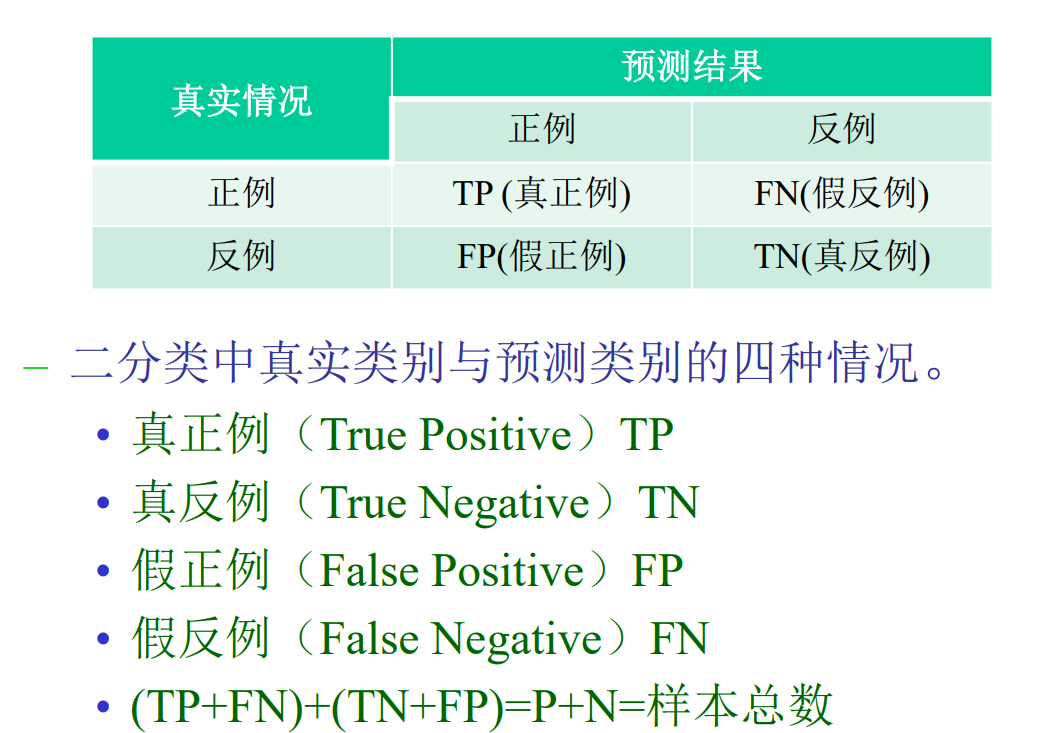 真实情况 预测结果
正例 反例
正例 TP (真正例) FN(假反例)
反例 FP(假正例) TN(真反例)
– 二分类中真实类别与预测类别的四种情况。
• 真正例（True Positive）TP
• 真反例（True Negative）TN
• 假正例（False Positive）FP
• 假反例（False Negative）FN
• (TP+FN)+(TN+FP)=P+N=样本总数